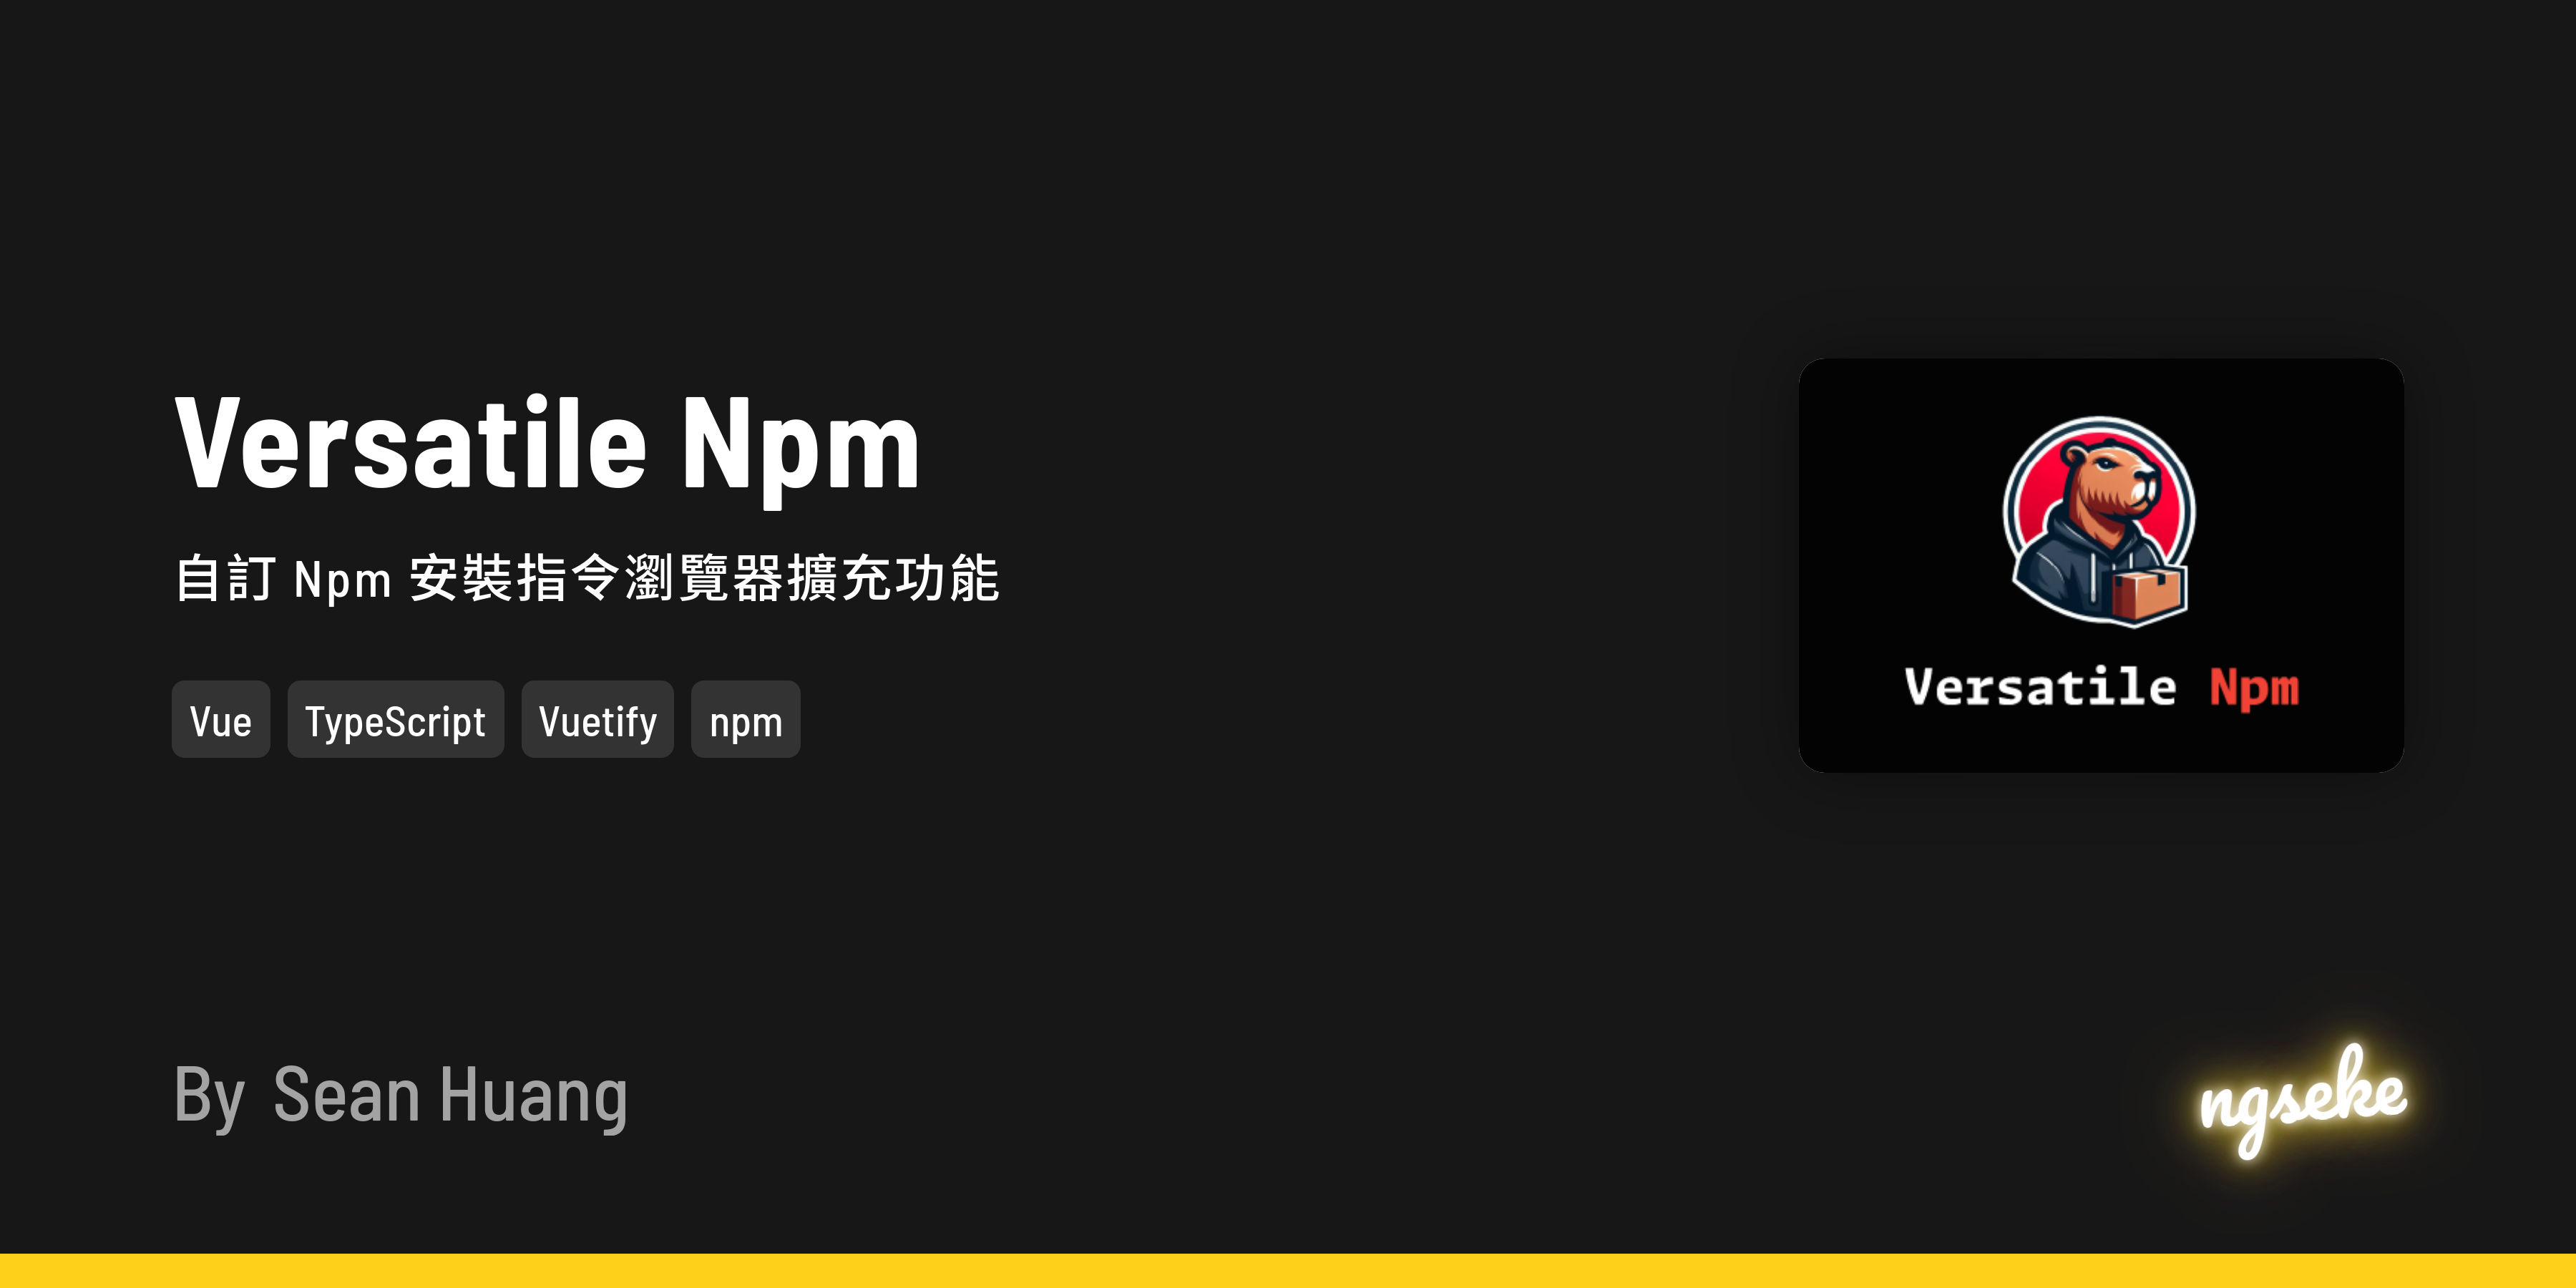 Versatile Npm
自訂 Npm 安裝指令瀏覽器擴充功能
Vue TypeScript Vuetify npm
Versatile Npm
By Sean Huang
ngseke